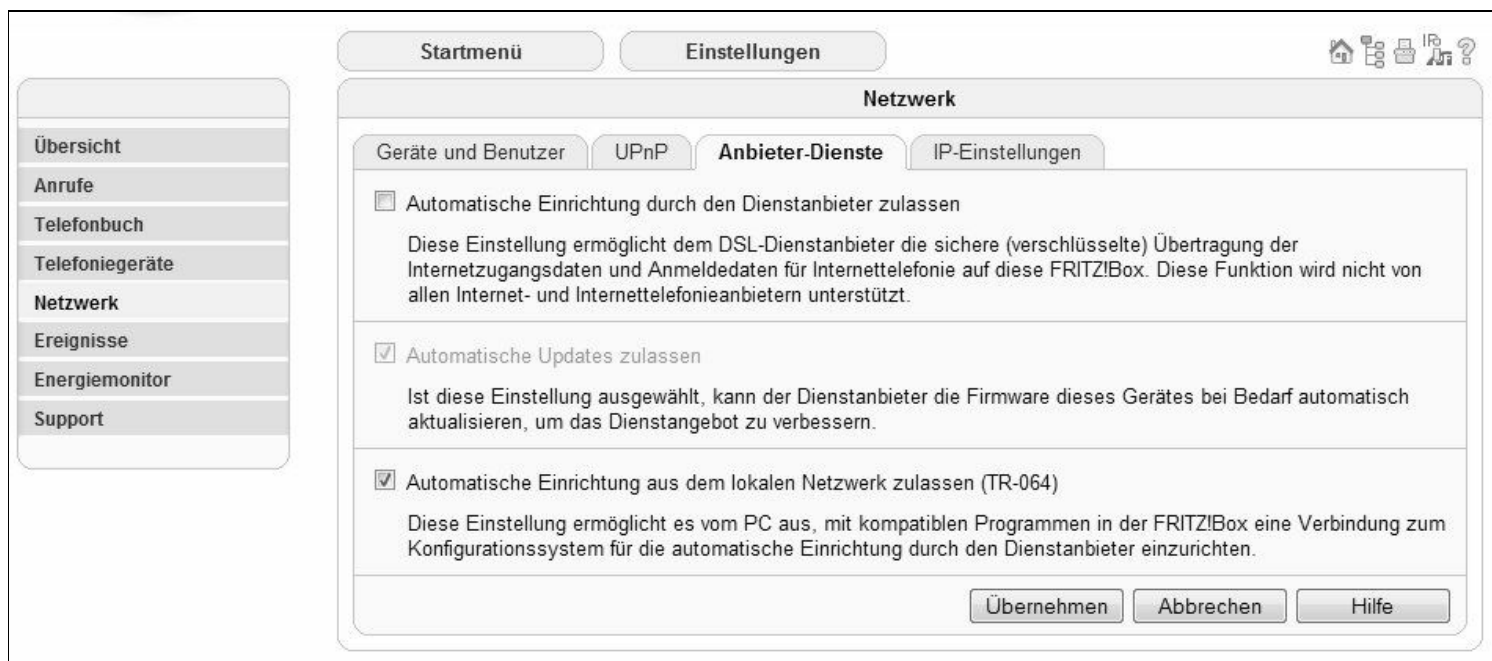 Startmenü
Einstellungen
Netzwerk
Übersicht
Anrufe
Telefonbuch
Telefoniegeräte
Netzwerk
Ereignisse
Energiemonitor
Support
Geräte und Benutzer
UPnP
Anbieter-Dienste
IP-Einstellungen
Automatische Einrichtung durch den Dienstanbieter zulassen
Diese Einstellung ermöglicht dem DSL-Dienstanbieter die sichere (verschlüsselte) Übertragung der
Internetzugangsdaten und Anmeldedaten für Internettelefonie auf diese FRITZ!Box. Diese Funktion wird nicht von
allen Internet- und Internettelefonieanbietern unterstützt.
Automatische Updates zulassen
Ist diese Einstellung ausgewählt, kann der Dienstanbieter die Firmware dieses Gerätes bei Bedarf automatisch
aktualisieren, um das Dienstangebot zu verbessern.
Automatische Einrichtung aus dem lokalen Netzwerk zulassen (TR-064)
Diese Einstellung ermöglicht es vom PC aus, mit kompatiblen Programmen in der FRITZ!Box eine Verbindung zum
Konfigurationssystem für die automatische Einrichtung durch den Dienstanbieter einzurichten.
Übernehmen
Abbrechen
Hilfe